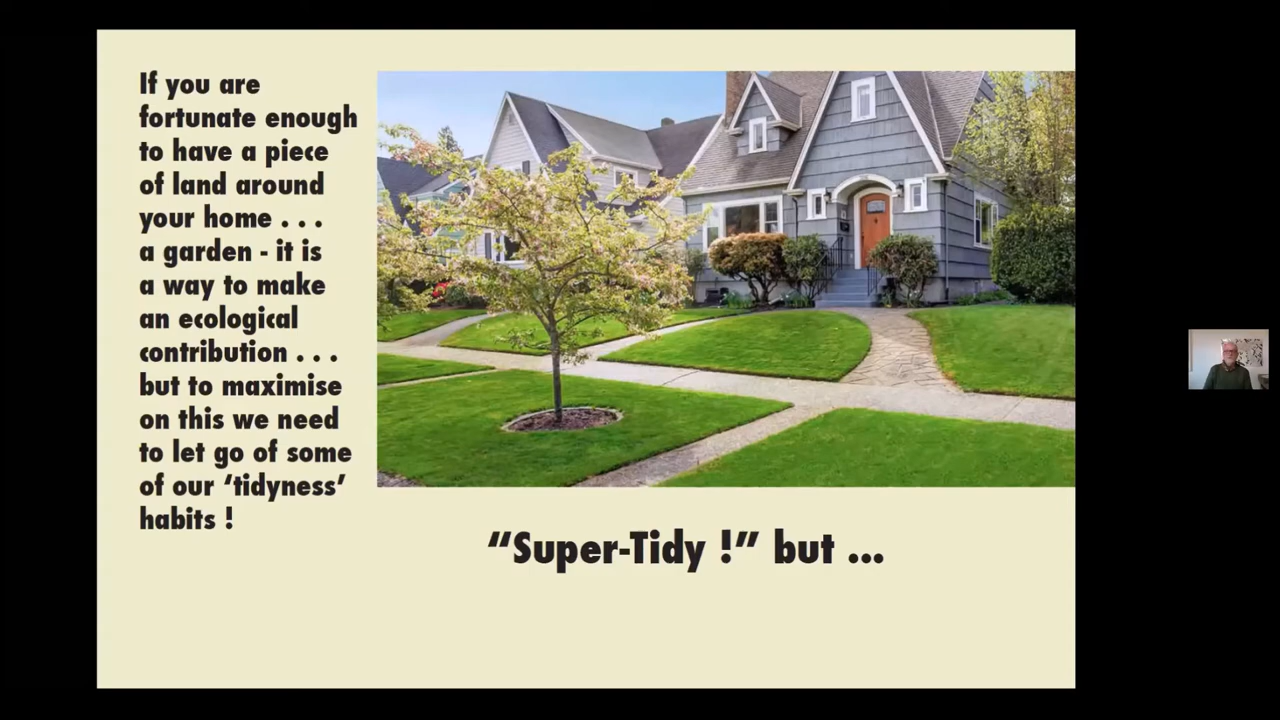 If you are
fortunate enough
to have a piece
of land around
your home . . .
a garden - it is
a way to make
an ecological
contribution . . .
but to maximise
on this we need
to let go of some
of our ‘tidyness’
habits !
“Super-Tidy !” but ...